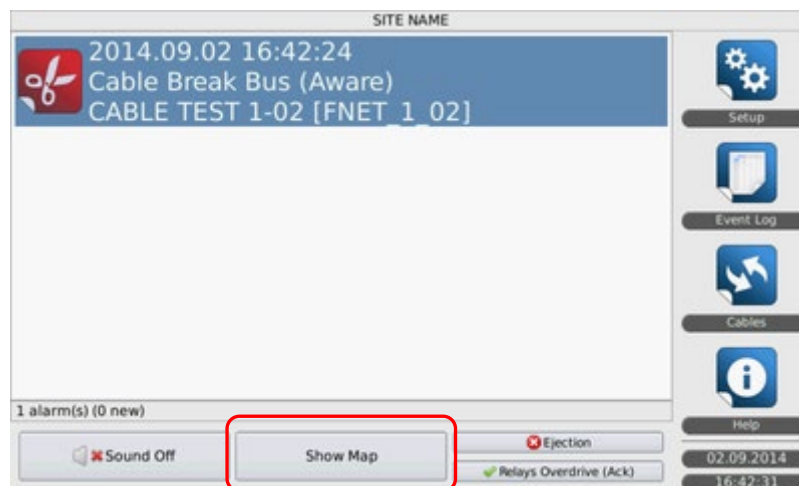 SITE NAME
2014.09.02 16:42:24
Cable Break Bus (Aware)
CABLE TEST 1-02 [FNET_1_02]
Setup
Event Log
Cables
Help
1 alarm(s) (0 new)
Sound Off
Show Map
Ejection
Relays Overdrive (Ack)
02.09.2014
16:42:31